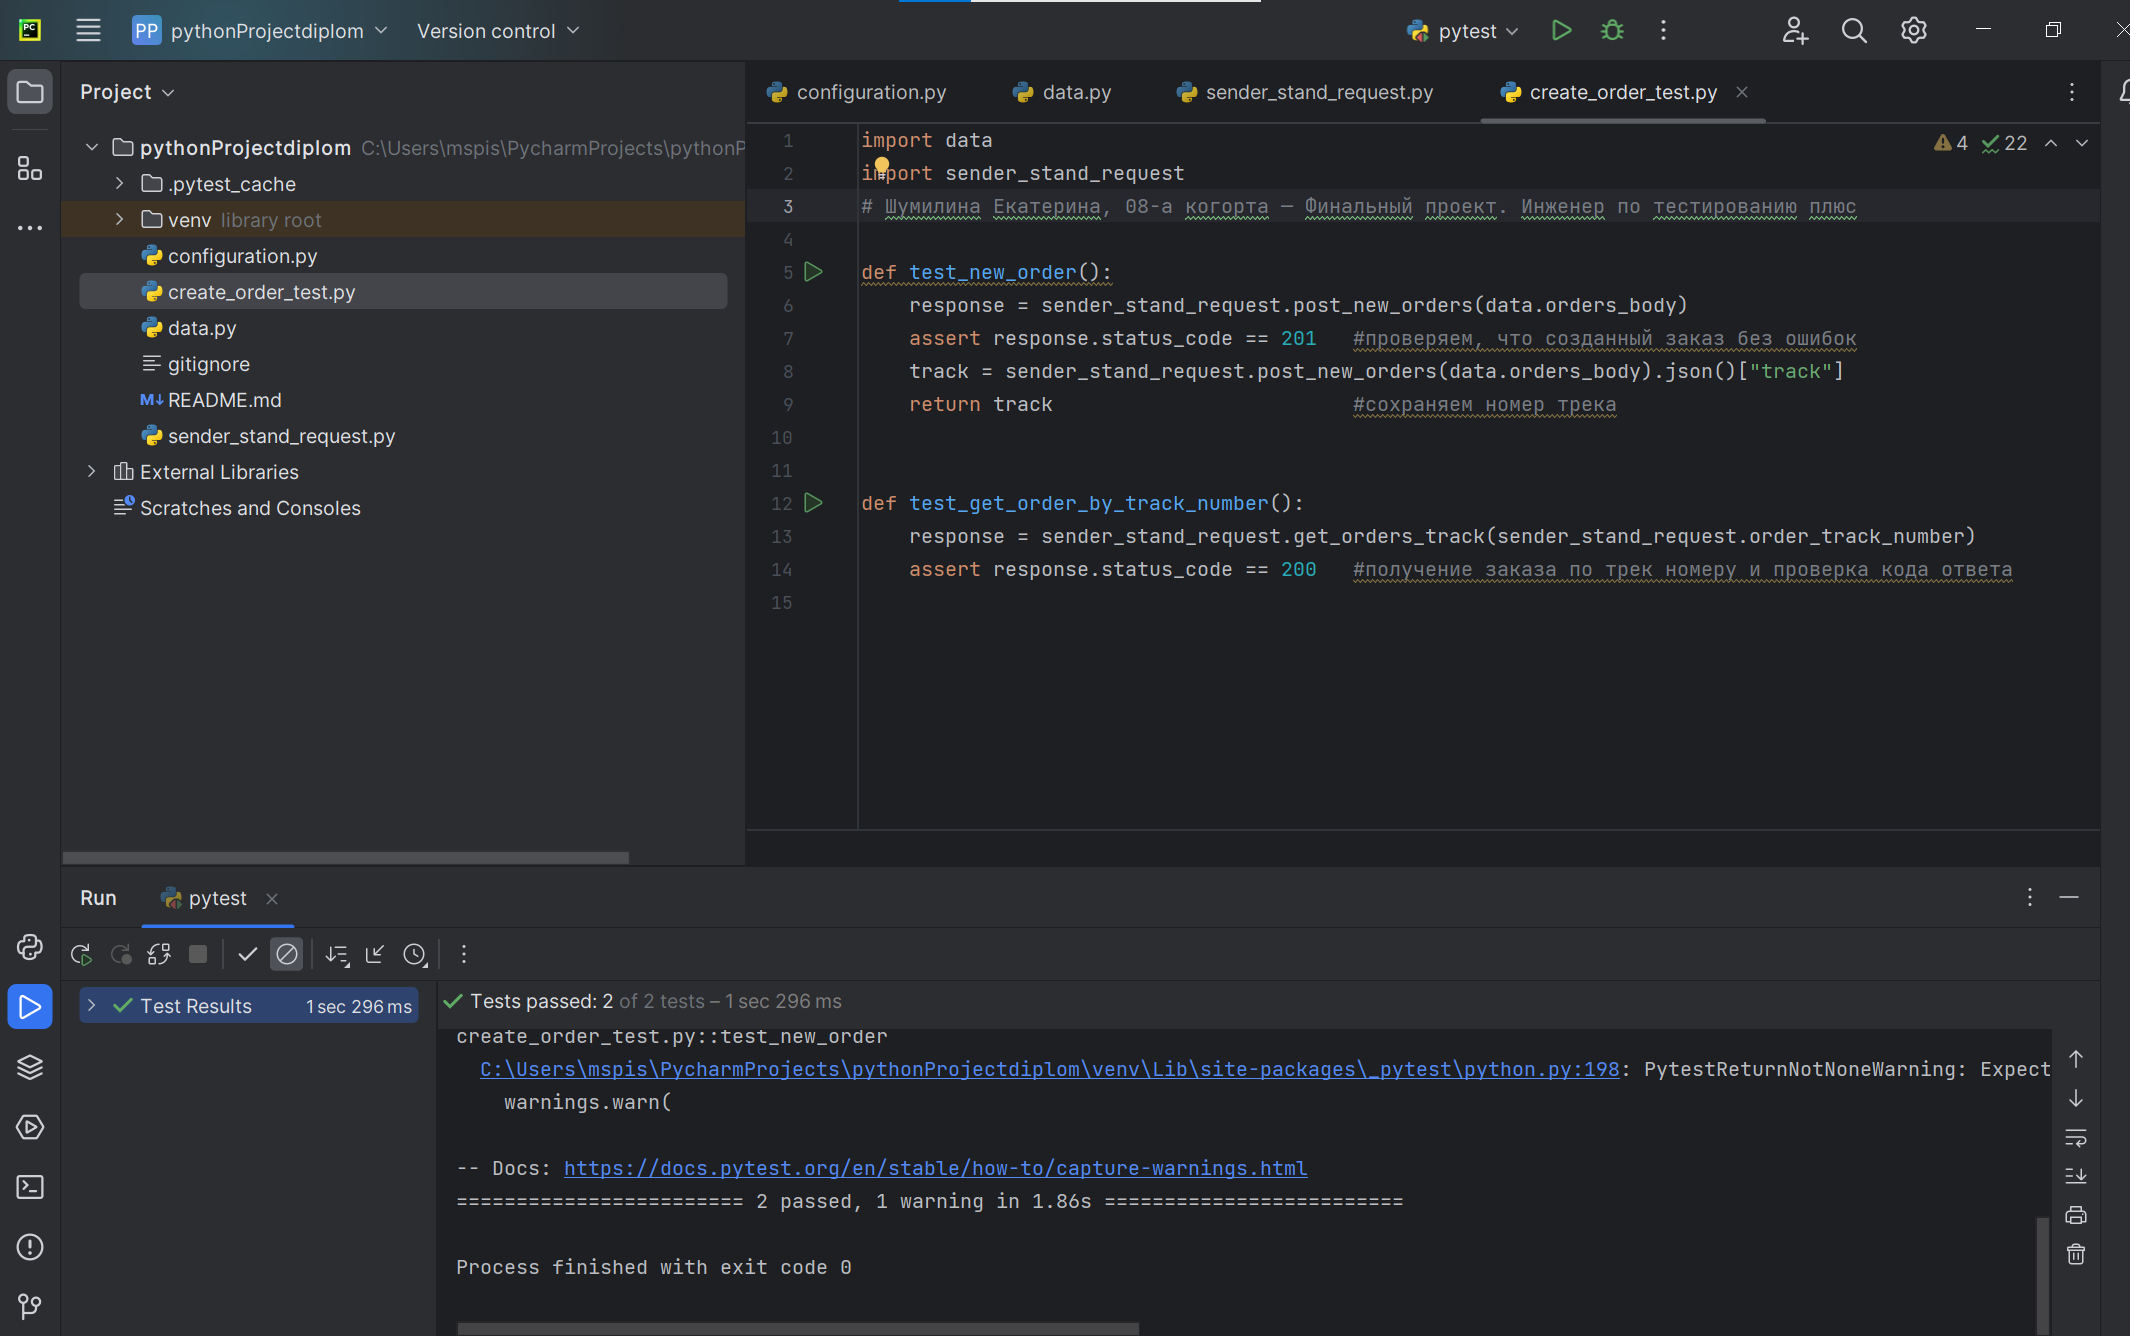 PC
PP pythonProjectdiplom
Version control
pytest
Project
pythonProjectdiplom C:\Users\mspis\PycharmProjects\pythonP
.pytest_cache
venv library root
configuration.py
create_order_test.py
data.py
gitignore
M↓ README.md
sender_stand_request.py
External Libraries
Scratches and Consoles
configuration.py
data.py
sender_stand_request.py
create_order_test.py
4 22
1 import data
2 import sender_stand_request
3 # Шумилина Екатерина, 08-а когорта — Финальный проект. Инженер по тестированию плюс
4
5 def test_new_order():
6 response = sender_stand_request.post_new_orders(data.orders_body)
7 assert response.status_code == 201 #проверяем, что созданный заказ без ошибок
8 track = sender_stand_request.post_new_orders(data.orders_body).json()["track"]
9 return track #сохраняем номер трека
10
11
12 def test_get_order_by_track_number():
13 response = sender_stand_request.get_orders_track(sender_stand_request.order_track_number)
14 assert response.status_code == 200 #получение заказа по трек номеру и проверка кода ответа
15
Run
pytest
Test Results 1 sec 296 ms
Tests passed: 2 of 2 tests – 1 sec 296 ms
create_order_test.py::test_new_order
C:\Users\mspis\PycharmProjects\pythonProjectdiplom\venv\Lib\site-packages\_pytest\python.py:198: PytestReturnNotNoneWarning: Expect
warnings.warn(
-- Docs: https://docs.pytest.org/en/stable/how-to/capture-warnings.html
======================== 2 passed, 1 warning in 1.86s =========================
Process finished with exit code 0